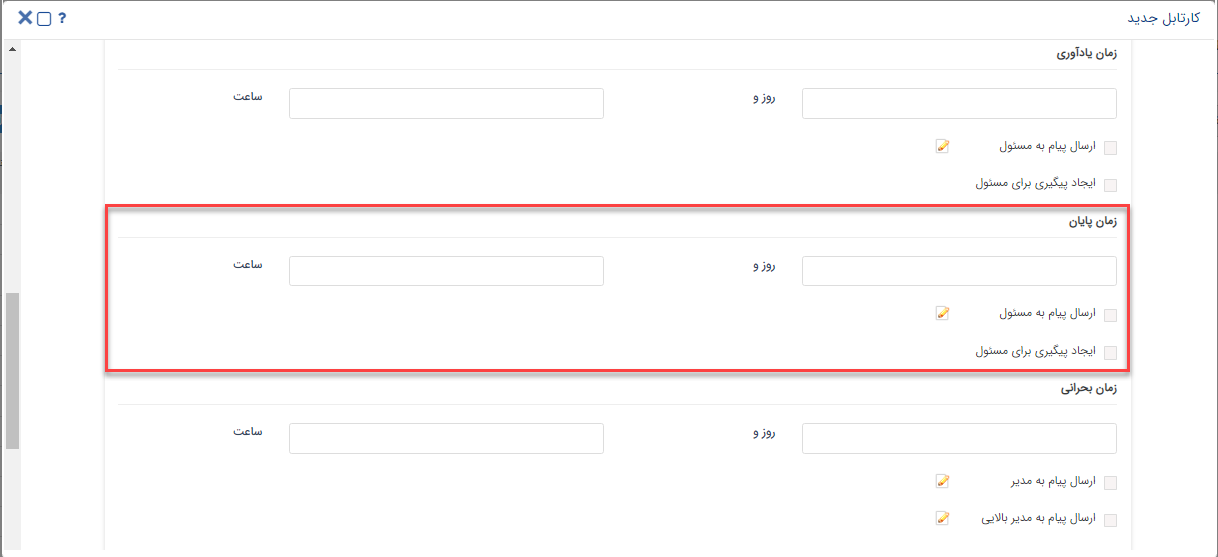 کارتابل جدید ?
زمان یادآوری
روز و ساعت
ارسال پیام به مسئول
ایجاد پیگیری برای مسئول
زمان پایان
روز و ساعت
ارسال پیام به مسئول
ایجاد پیگیری برای مسئول
زمان بحرانی
روز و ساعت
ارسال پیام به مدیر
ارسال پیام به مدیر بالایی